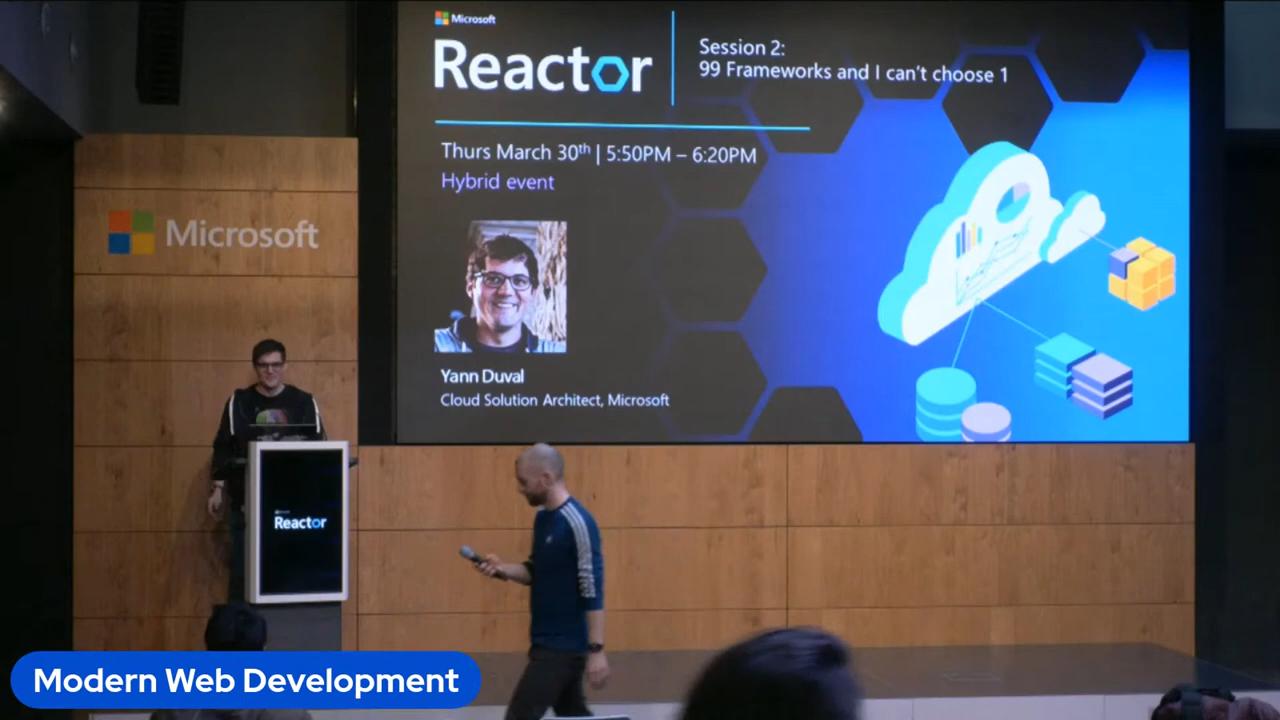 Microsoft
Reactor
Session 2:
99 Frameworks and I can't choose 1
Thurs March 30th | 5:50PM – 6:20PM
Hybrid event
Yann Duval
Cloud Solution Architect, Microsoft
Microsoft
Reactor
Modern Web Development